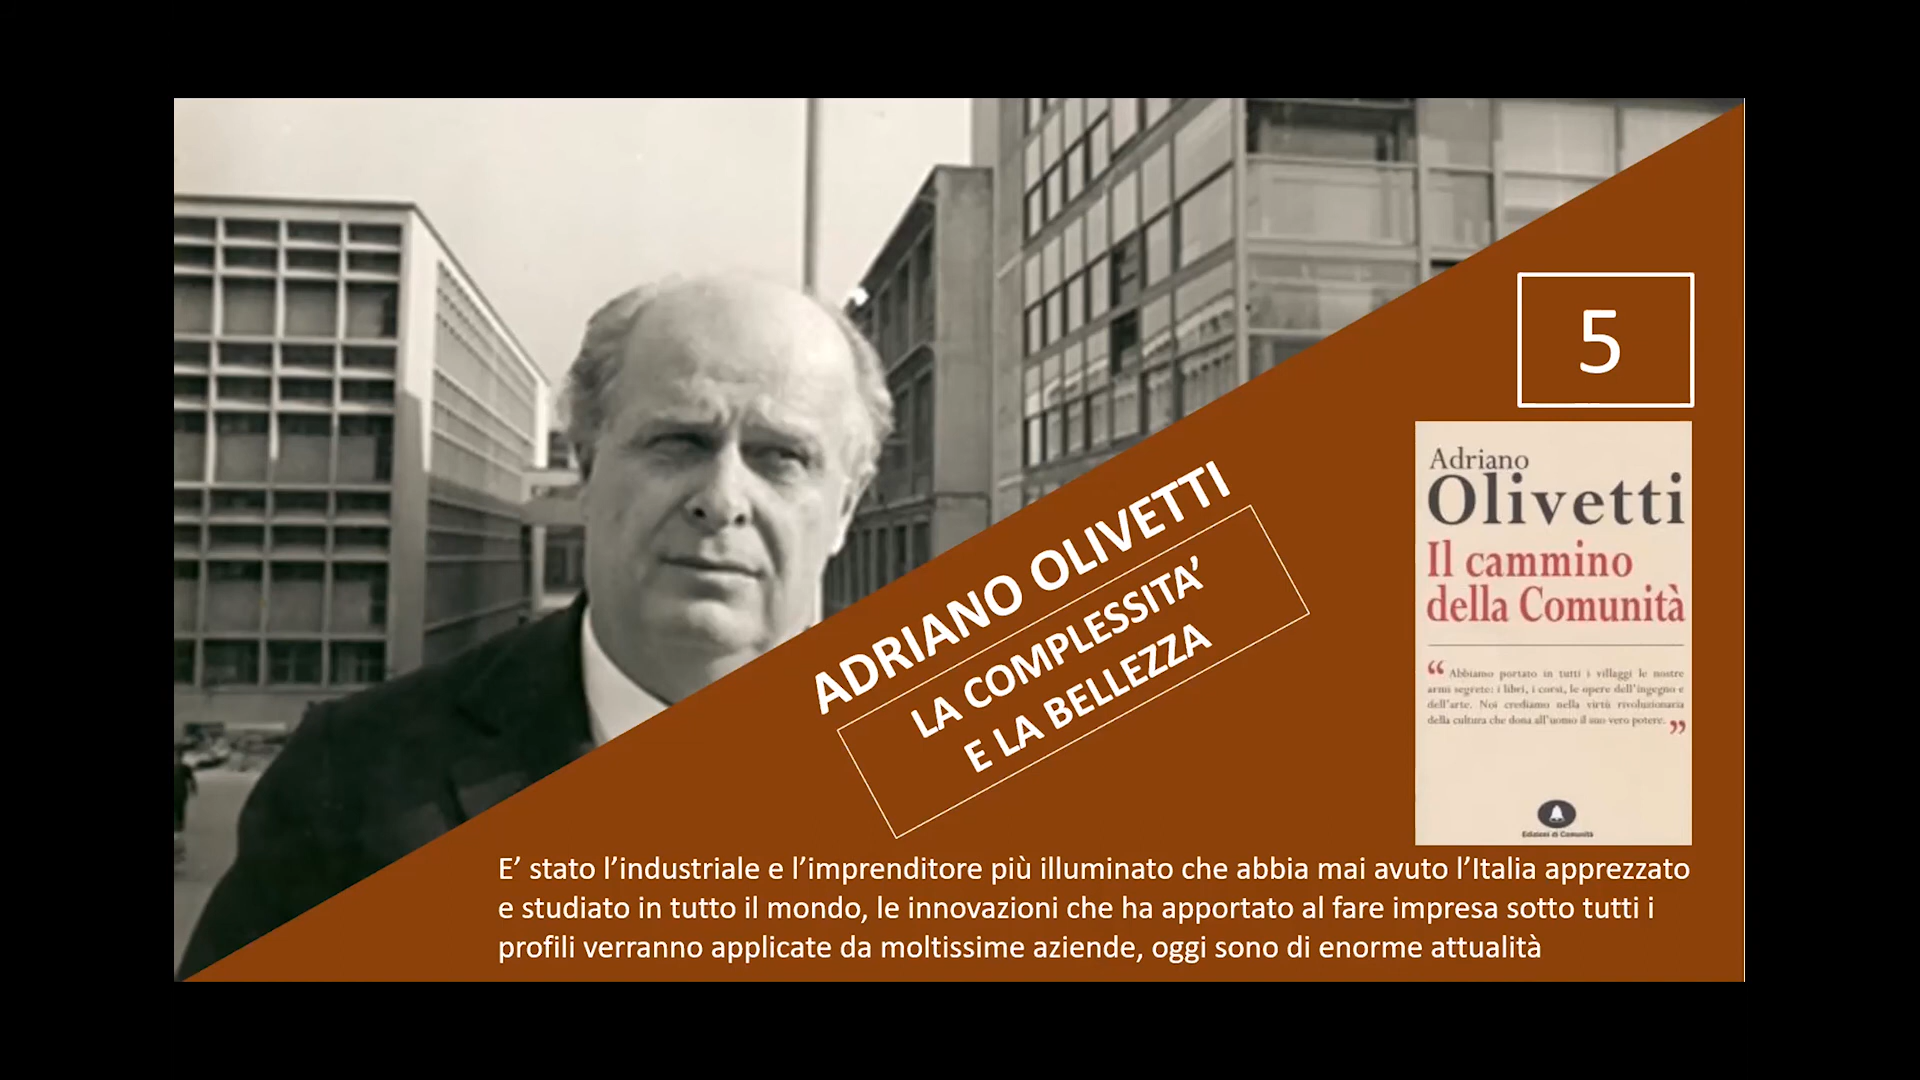 5
ADRIANO OLIVETTI
LA COMPLESSITA’
E LA BELLEZZA
Adriano
Olivetti
Il cammino
della Comunità
“ Abbiamo portato in tutti i villaggi le nostre
armi segrete: i libri, i corsi, le opere dell'ingegno e
dell'arte. Noi crediamo nella virtù rivoluzionaria
della cultura che dona all'uomo il suo vero potere. ”
Edizioni di Comunità
E’ stato l’industriale e l’imprenditore più illuminato che abbia mai avuto l’Italia apprezzato
e studiato in tutto il mondo, le innovazioni che ha apportato al fare impresa sotto tutti i
profili verranno applicate da moltissime aziende, oggi sono di enorme attualità